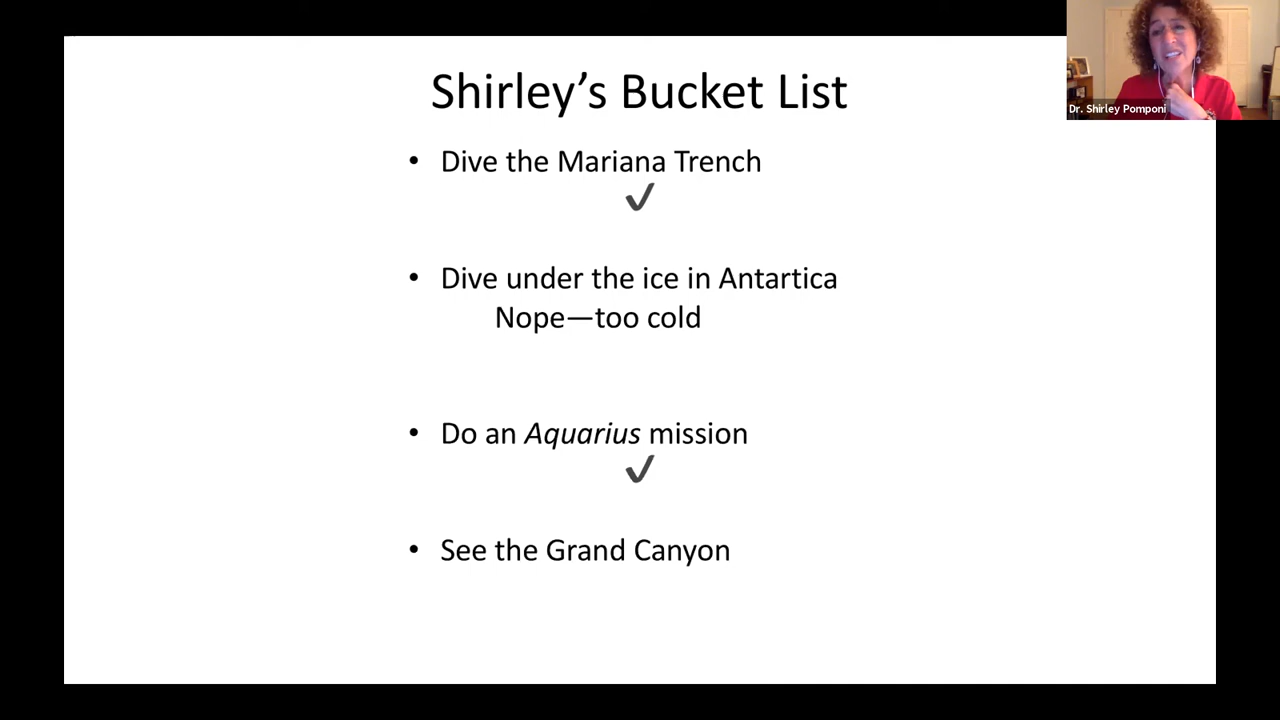 Shirley's Bucket List
• Dive the Mariana Trench
✔
• Dive under the ice in Antartica
Nope—too cold
• Do an Aquarius mission
✔
• See the Grand Canyon
Dr. Shirley Pomponi